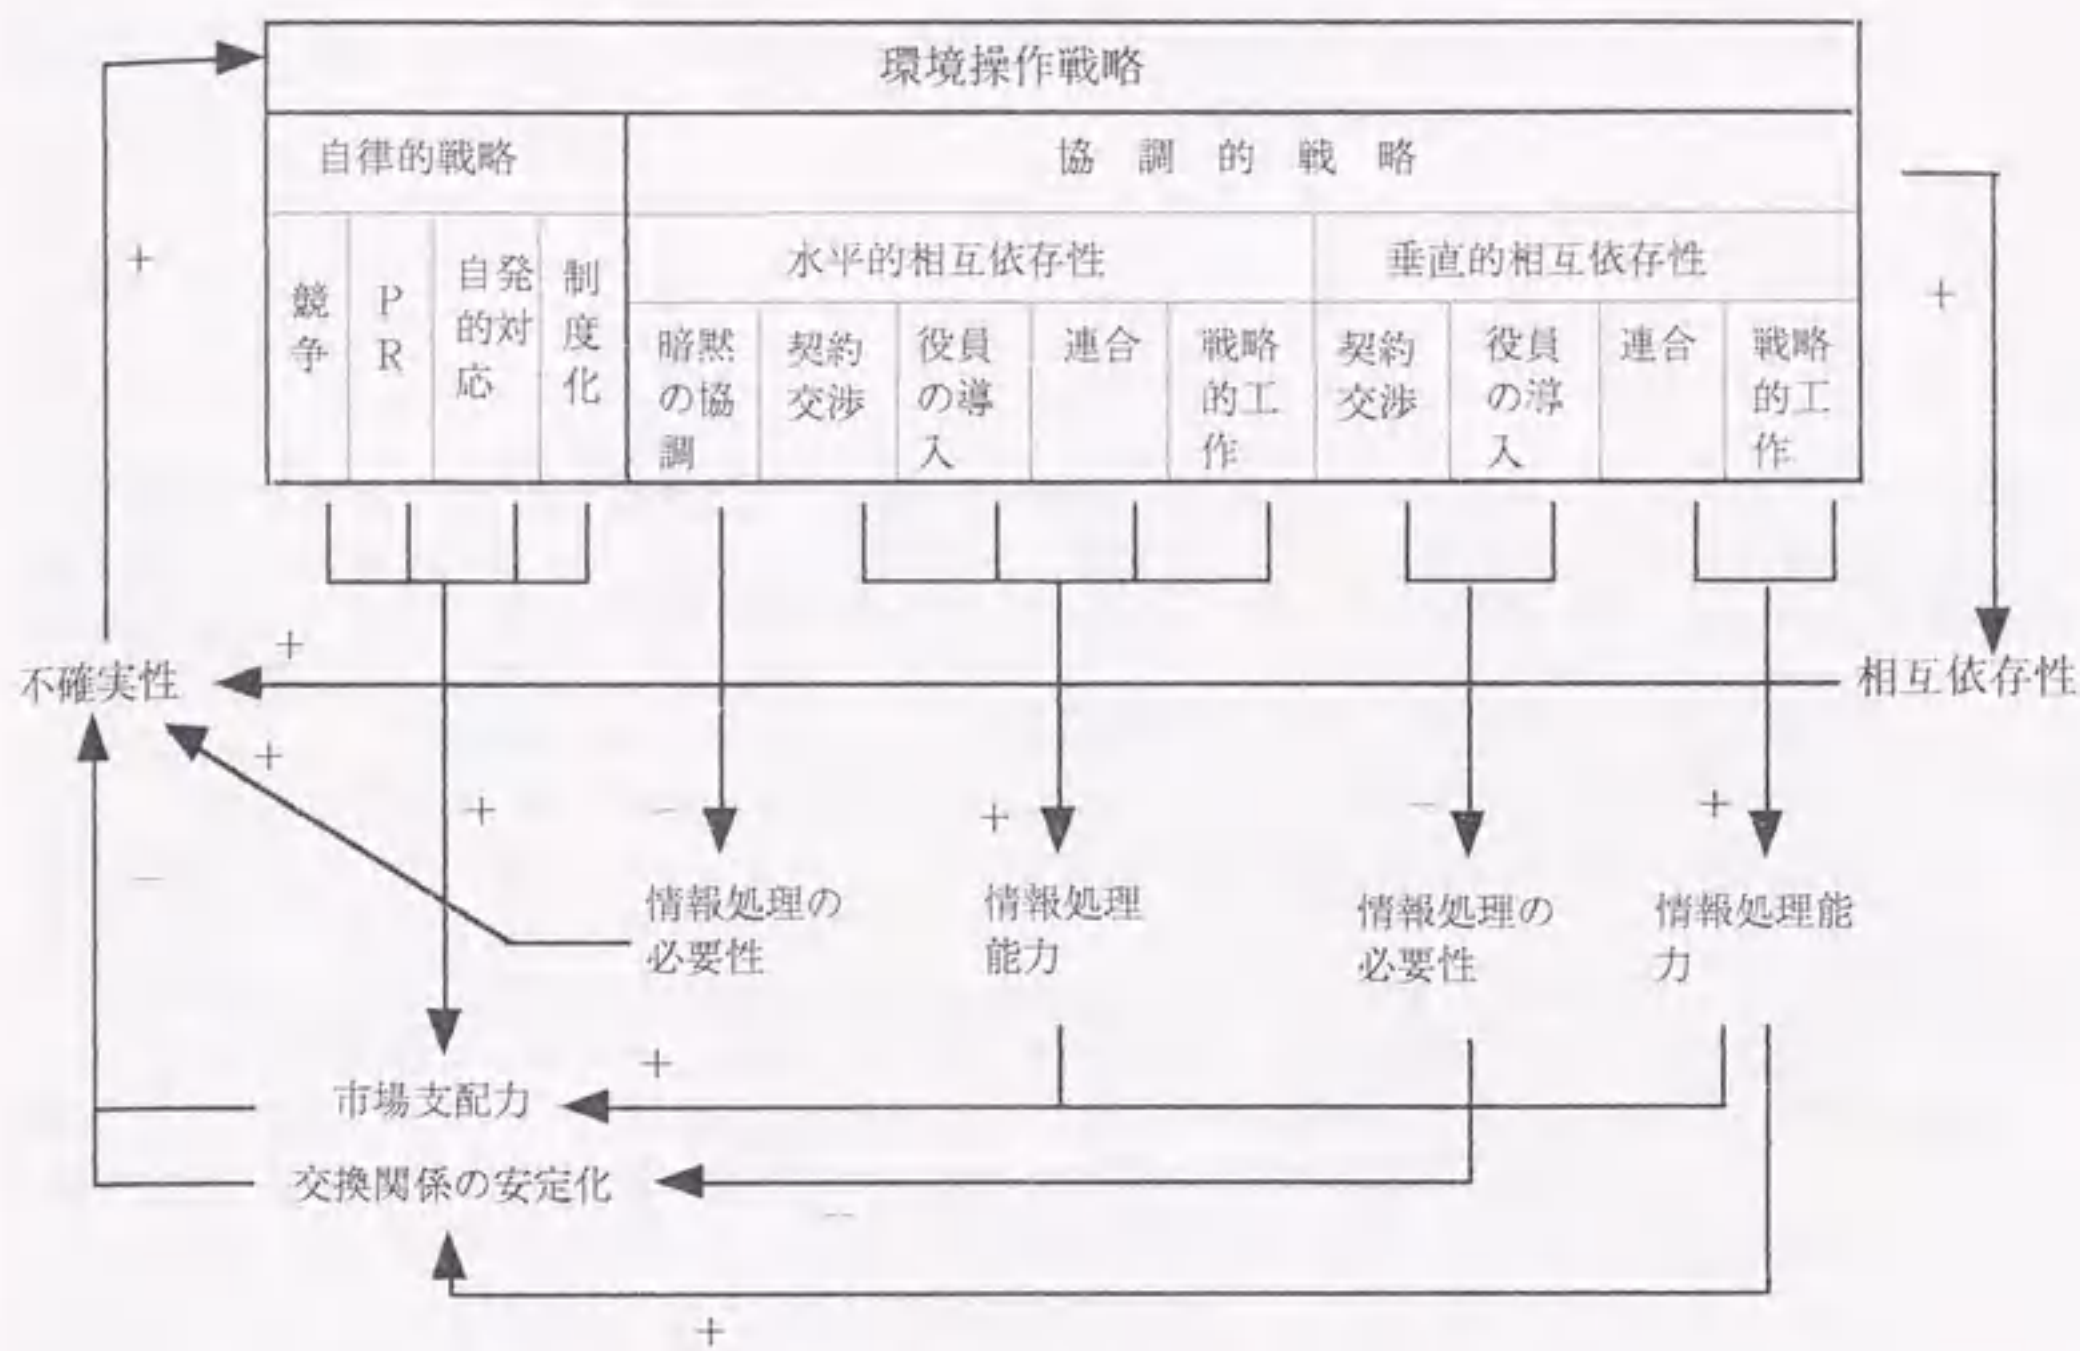 環境操作戦略
自律的戦略
協調的戦略
水平的相互依存性
垂直的相互依存性
競
争
P
R
自発
的対
応
制
度
化
暗黙
の協
調
契約
交渉
役員
の導
入
連合
戦略
的工
作
契約
交渉
役員
の導
入
連合
戦略
的工
作
+
+
+
不確実性
相互依存性
+
+
−
+
−
+
−
情報処理の
必要性
情報処理
能力
情報処理の
必要性
情報処理能
力
+
市場支配力
交換関係の安定化
−
+